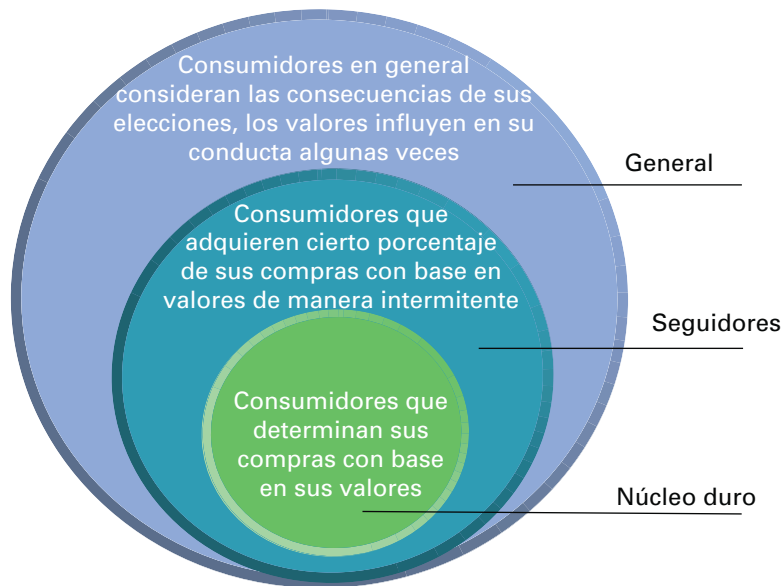 Consumidores en general
consideran las consecuencias de sus
elecciones, los valores influyen en su
conducta algunas veces
General
Consumidores que
adquieren cierto porcentaje
de sus compras con base en
valores de manera intermitente
Seguidores
Consumidores que
determinan sus
compras con base
en sus valores
Núcleo duro